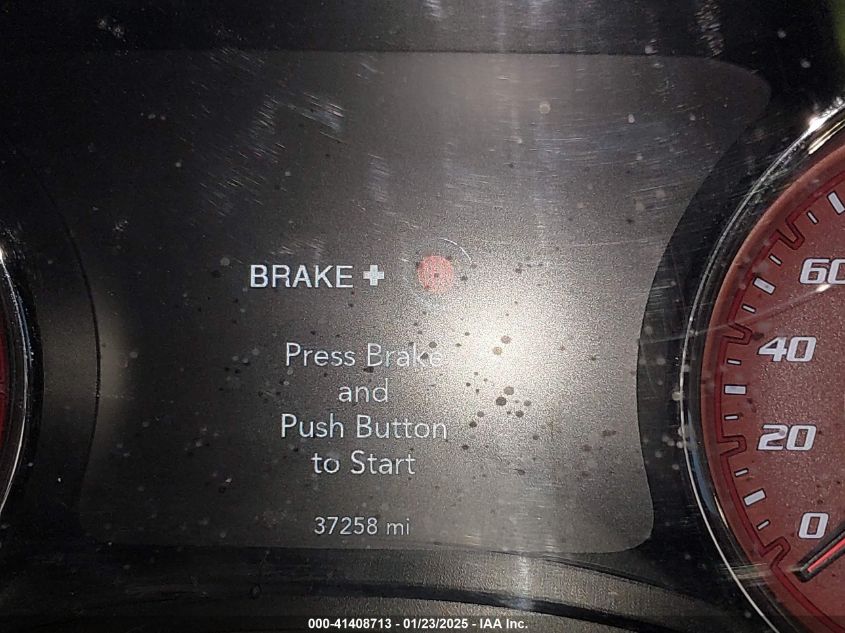 BRAKE +
Press Brake
and
Push Button
to Start
37258 mi
60
40
20
0
000-41408713 - 01/23/2025 - IAA Inc.